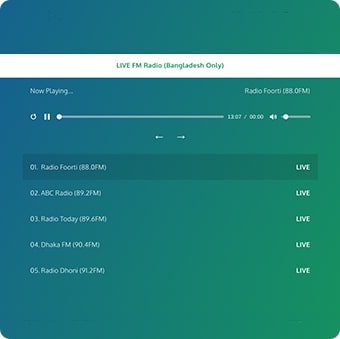 LIVE FM Radio (Bangladesh Only)
Now Playing... Radio Foorti (88.0FM)
13:07 / 00:00
01. Radio Foorti (88.0FM) LIVE
02. ABC Radio (89.2FM) LIVE
03. Radio Today (89.6FM) LIVE
04. Dhaka FM (90.4FM) LIVE
05. Radio Dhoni (91.2FM) LIVE